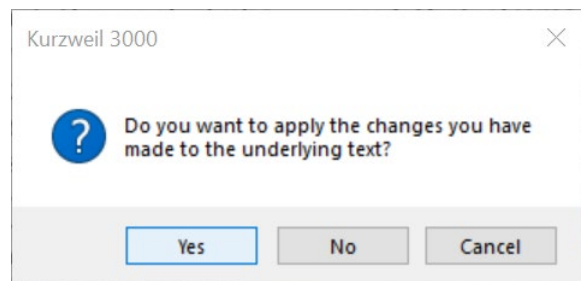 Kurzweil 3000
Do you want to apply the changes you have
made to the underlying text?
Yes No Cancel